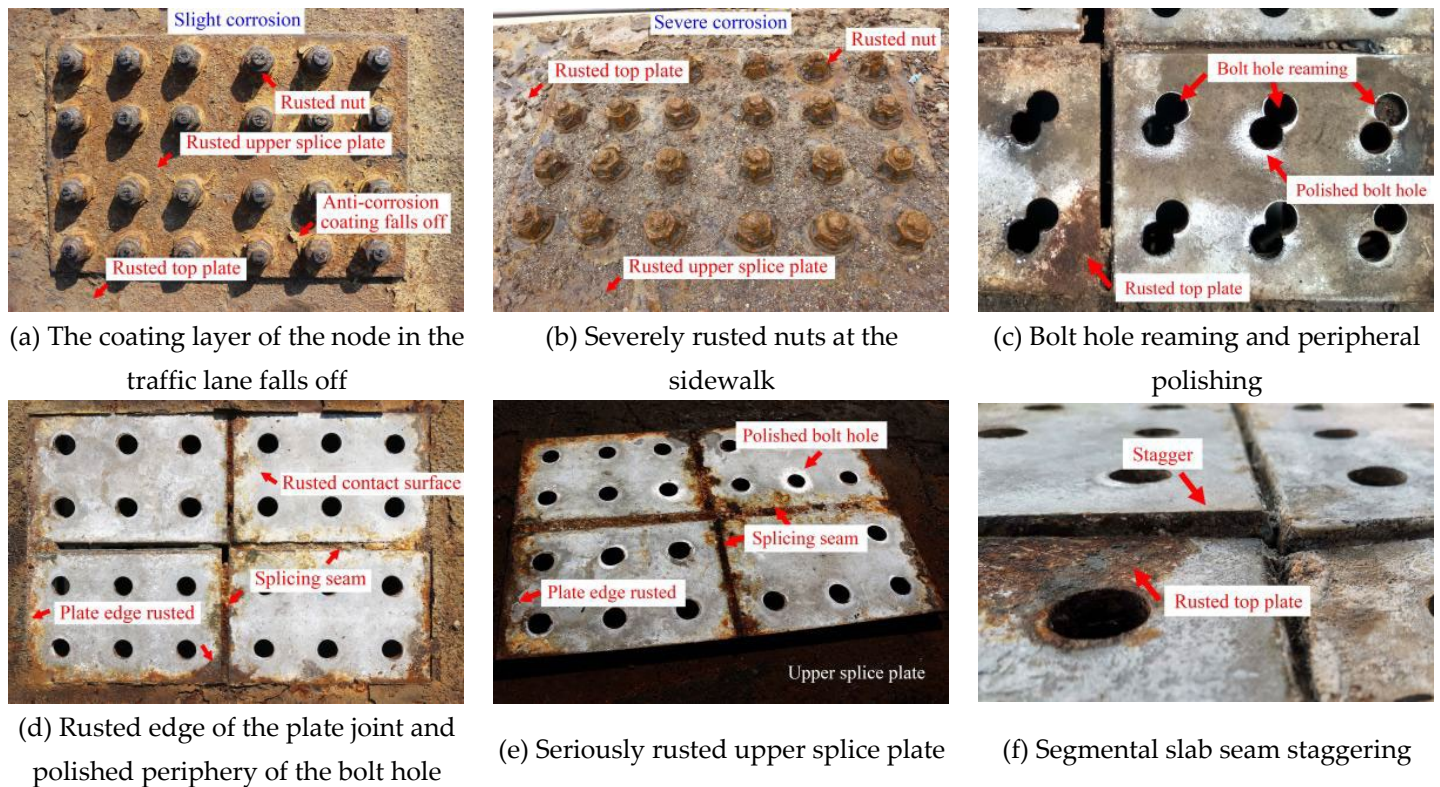 Slight corrosion
Rusted nut
Rusted upper splice plate
Anti-corrosion
coating falls off
Rusted top plate
Severe corrosion
Rusted nut
Rusted top plate
Rusted upper splice plate
Bolt hole reaming
Polished bolt hole
Rusted top plate
(a) The coating layer of the node in the
traffic lane falls off
(b) Severely rusted nuts at the
sidewalk
(c) Bolt hole reaming and peripheral
polishing
Rusted contact surface
Splicing seam
Plate edge rusted
Polished bolt hole
Splicing seam
Plate edge rusted
Upper splice plate
Stagger
Rusted top plate
(d) Rusted edge of the plate joint and
polished periphery of the bolt hole
(e) Seriously rusted upper splice plate
(f) Segmental slab seam staggering